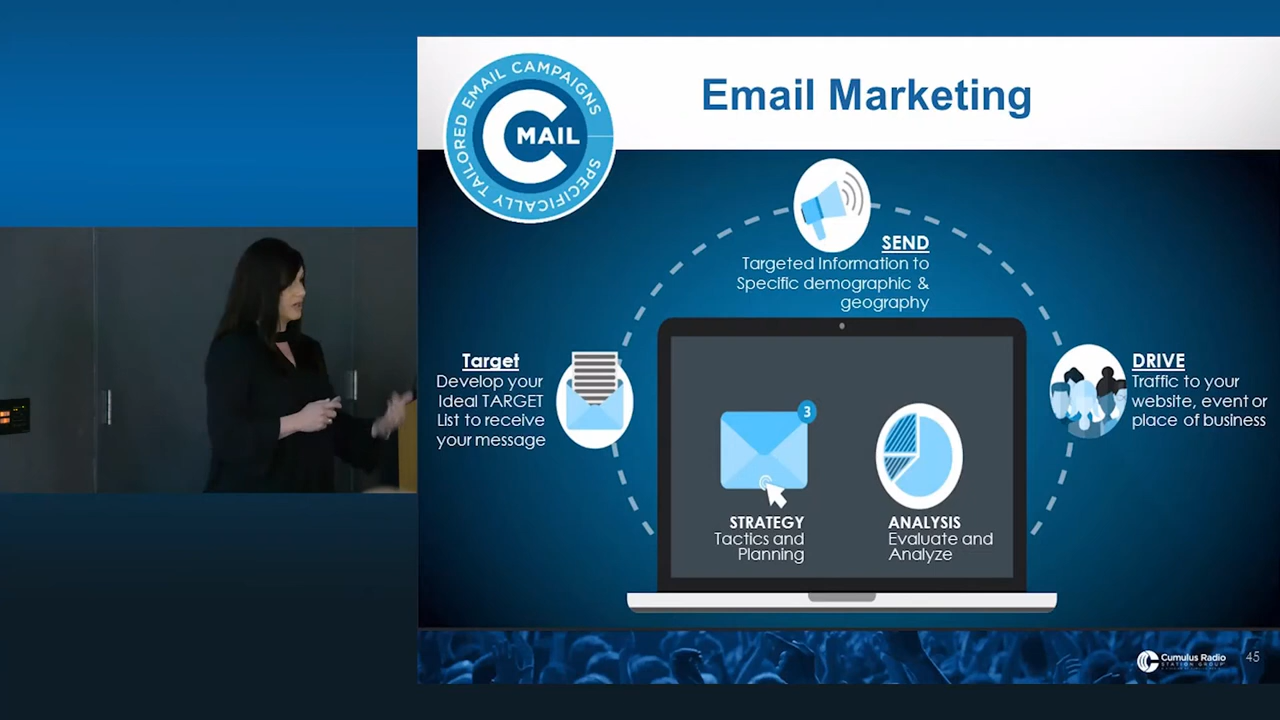 Email Marketing
SPECIFICALLY TAILORED EMAIL CAMPAIGNS
C MAIL
SEND
Targeted Information to
Specific demographic &
geography
Target
Develop your
Ideal TARGET
List to receive
your message
DRIVE
Traffic to your
website, event or
place of business
3
STRATEGY
Tactics and
Planning
ANALYSIS
Evaluate and
Analyze
Cumulus Radio
STATION GROUP
45